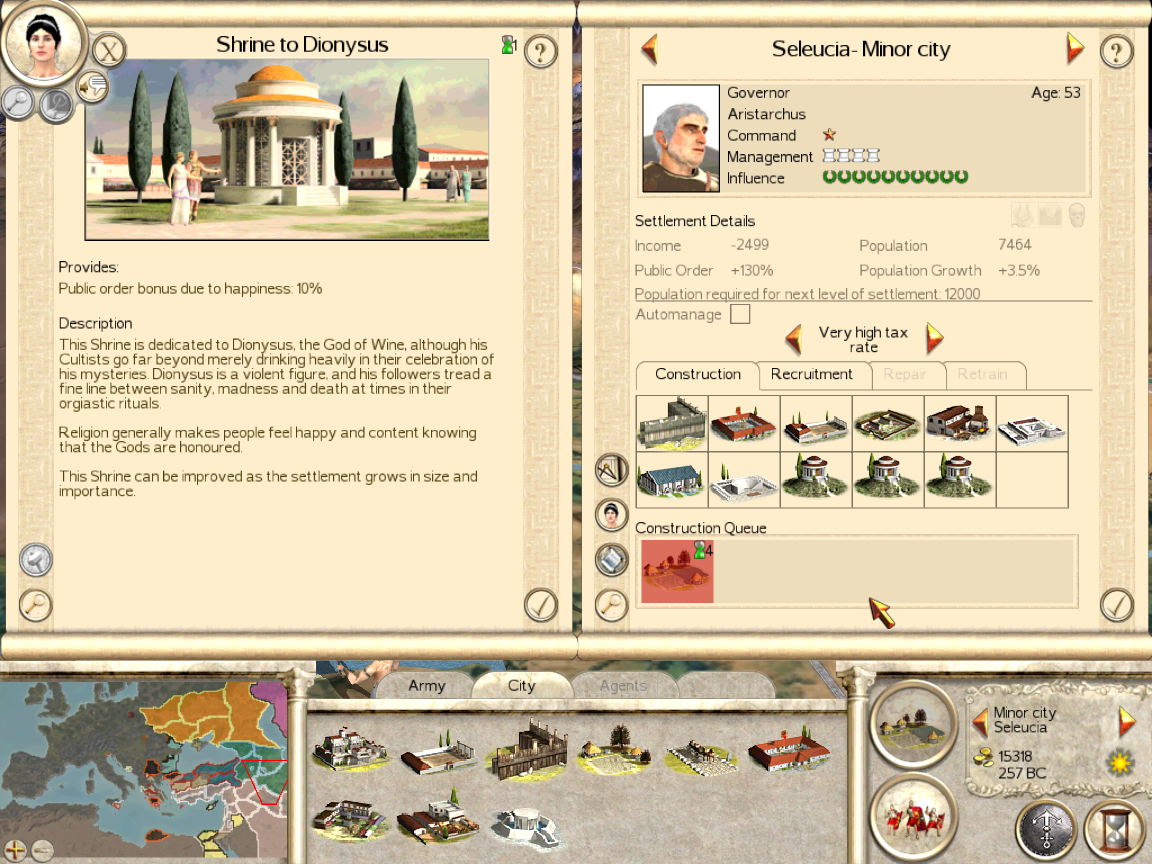 Shrine to Dionysus
1
?
X
Provides:
Public order bonus due to happiness: 10%
Description
This Shrine is dedicated to Dionysus, the God of Wine, although his
Cultists go far beyond merely drinking heavily in their celebration of
his mysteries. Dionysus is a violent figure, and his followers tread a
fine line between sanity, madness and death at times in their
orgiastic rituals.
Religion generally makes people feel happy and content knowing
that the Gods are honoured.
This Shrine can be improved as the settlement grows in size and
importance.
Seleucia- Minor city
?
Governor
Age: 53
Aristarchus
Command
Management
Influence
Settlement Details
Income -2499
Population 7464
Public Order +130%
Population Growth +3.5%
Population required for next level of settlement: 12000
Automanage
Very high tax
rate
Construction
Recruitment
Repair
Retrain
Construction Queue
4
Army
City
Agents
Minor city
Seleucia
15318
257 BC